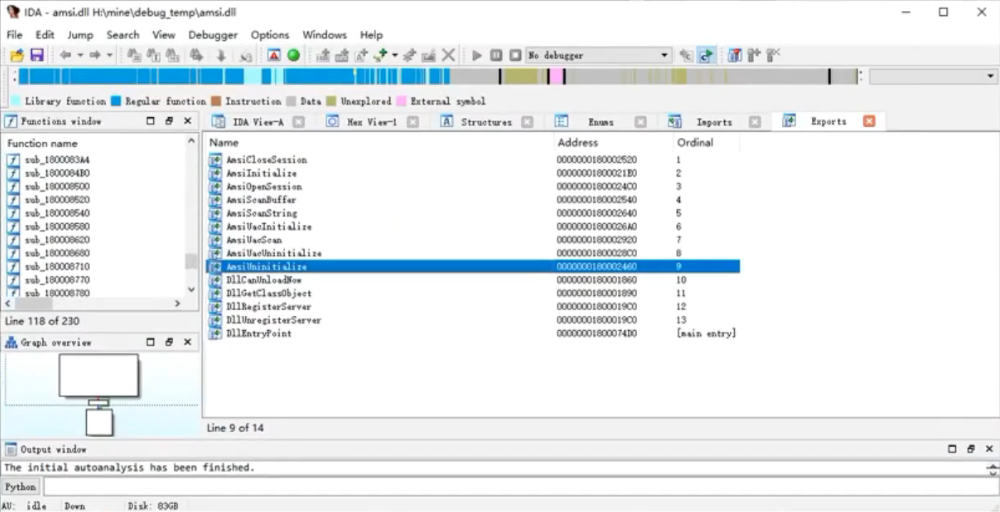 IDA - amsi.dll H:\mine\debug_temp\amsi.dll
File Edit Jump Search View Debugger Options Windows Help
No debugger
Library function Regular function Instruction Data Unexplored External symbol
Functions window
IDA View-A Hex View-1 Structures Enums Imports Exports
Function name
sub_1800083A4
sub_1800084B0
sub_180008500
sub_180008520
sub_180008540
sub_180008580
sub_180008620
sub_180008680
sub_180008710
sub_180008770
sub_180008780
Line 118 of 230
Graph overview
Name Address Ordinal
AmsiCloseSession 0000000180002520 1
AmsiInitialize 00000001800021E0 2
AmsiOpenSession 00000001800024C0 3
AmsiScanBuffer 0000000180002540 4
AmsiScanString 0000000180002640 5
AmsiUacInitialize 00000001800026A0 6
AmsiUacScan 0000000180002920 7
AmsiUacUninitialize 00000001800028C0 8
AmsiUninitialize 0000000180002460 9
DllCanUnloadNow 0000000180001860 10
DllGetClassObject 0000000180001890 11
DllRegisterServer 00000001800019C0 12
DllUnregisterServer 00000001800019C0 13
DllEntryPoint 00000001800074D0 [main entry]
Line 9 of 14
Output window
The initial autoanalysis has been finished.
Python
AU: idle Down Disk: 83GB